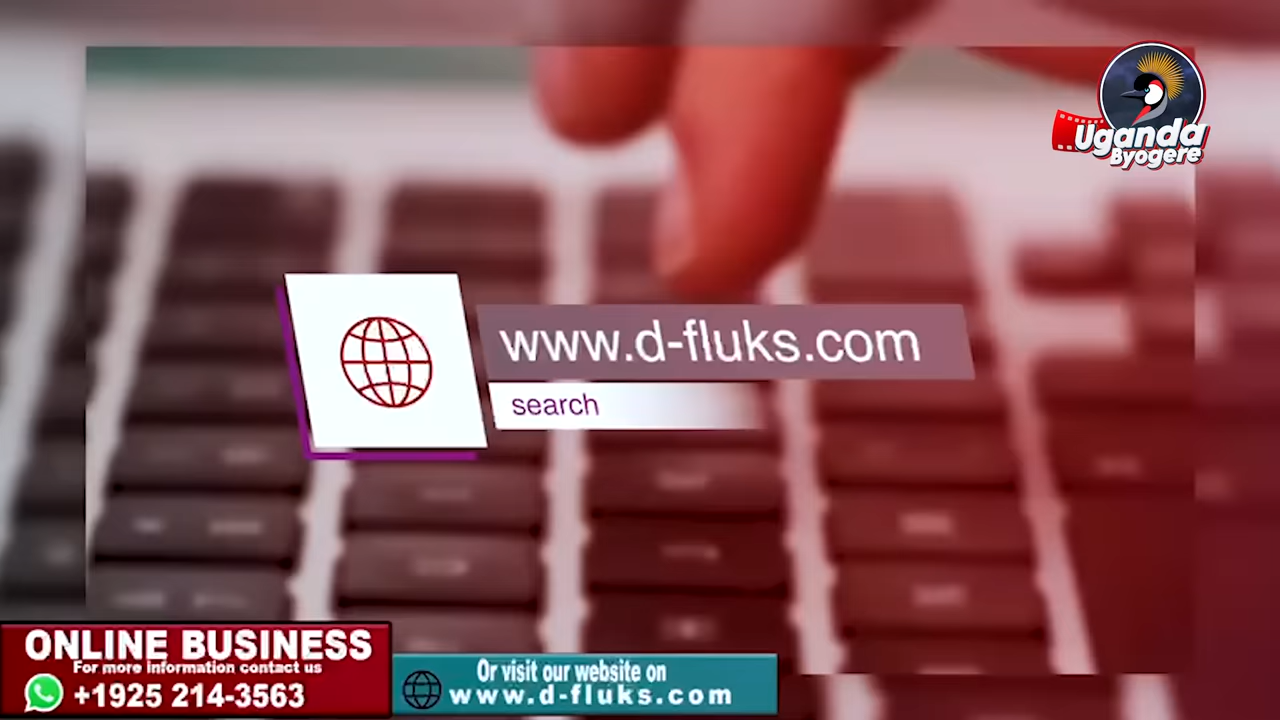 Uganda
Byogere
www.d-fluks.com
search
ONLINE BUSINESS
For more information contact us
+1925 214-3563
Or visit our website on
www.d-fluks.com